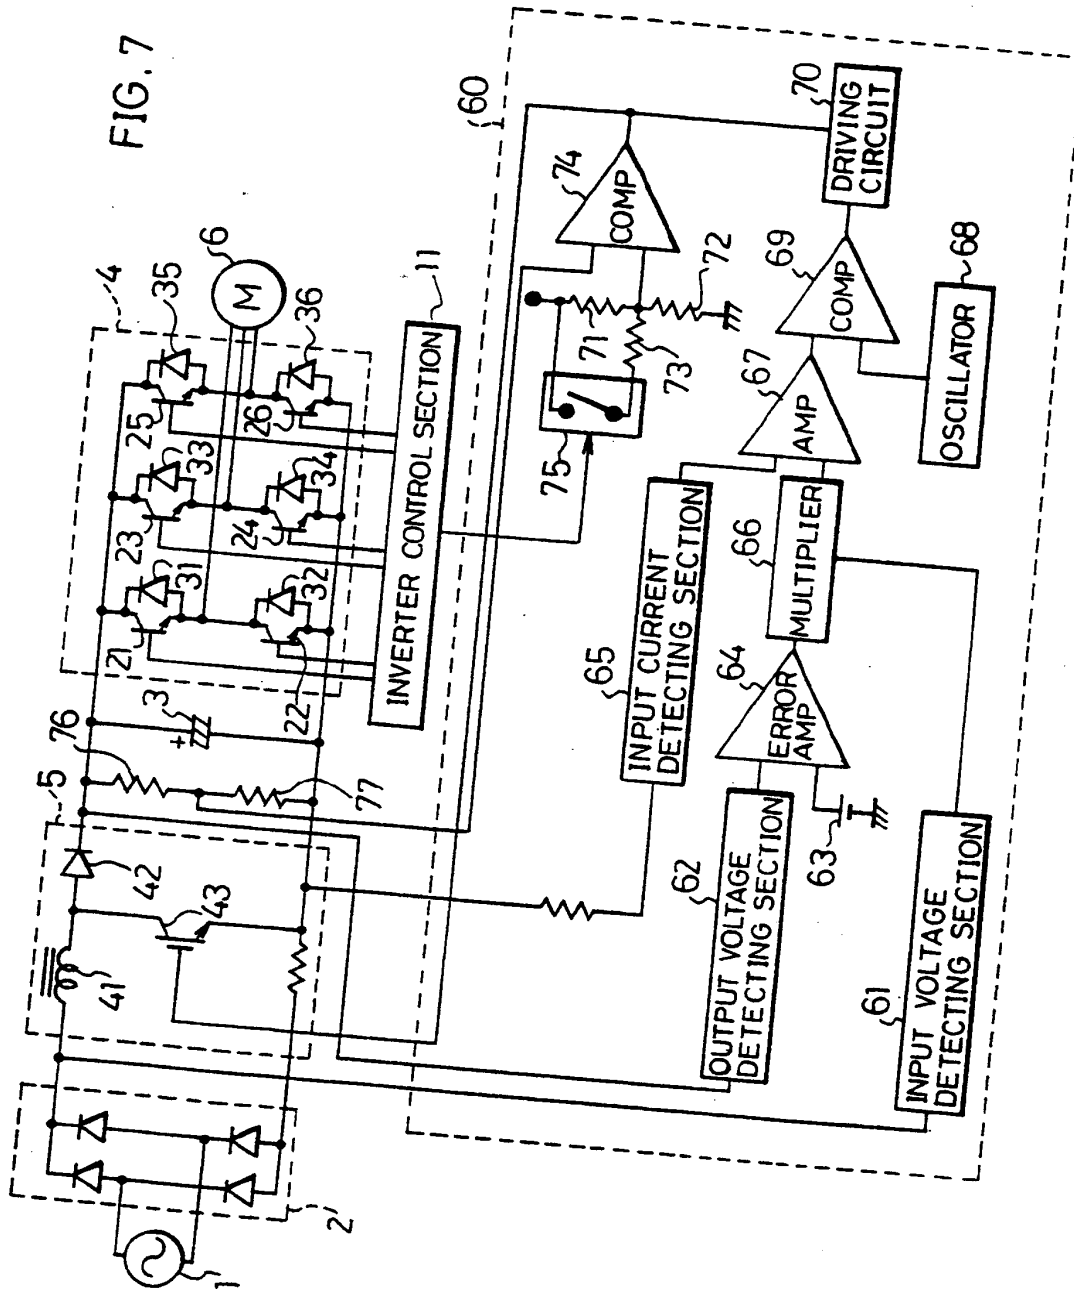 FIG. 7
1
2
5
41
42
43
76
77
3
4
21
31
22
32
23
33
24
34
25
35
26
36
6
M
INVERTER CONTROL SECTION
11
60
75
71
72
73
74
COMP
70
DRIVING
CIRCUIT
69
COMP
68
OSCILLATOR
67
AMP
66
MULTIPLIER
65
INPUT CURRENT
DETECTING SECTION
64
ERROR
AMP
63
62
OUTPUT VOLTAGE
DETECTING SECTION
61
INPUT VOLTAGE
DETECTING SECTION
+